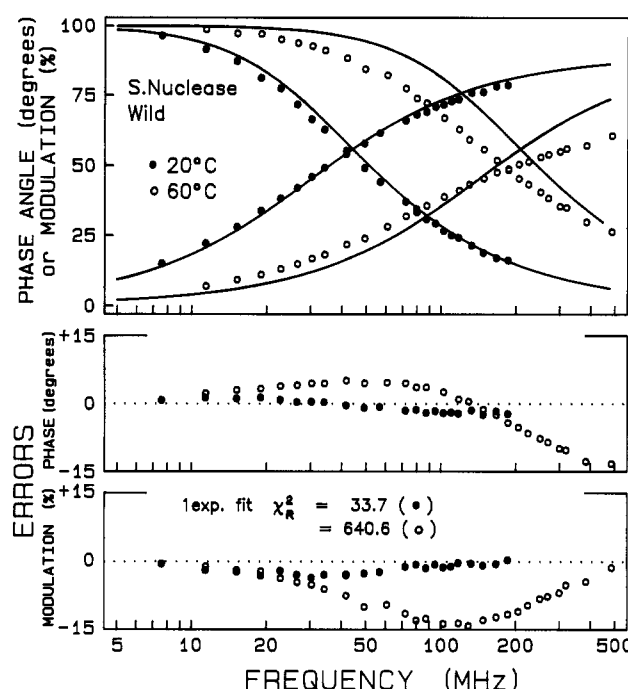 PHASE ANGLE (degrees)
or MODULATION (%)
100
75
50
25
0
S.Nuclease
Wild
● 20°C
○ 60°C
ERRORS
PHASE (degrees)
+15
0
-15
MODULATION (%)
+15
0
-15
1exp. fit χ²R = 33.7 (●)
= 640.6 (○)
5 10 20 50 100 200 500
FREQUENCY (MHz)